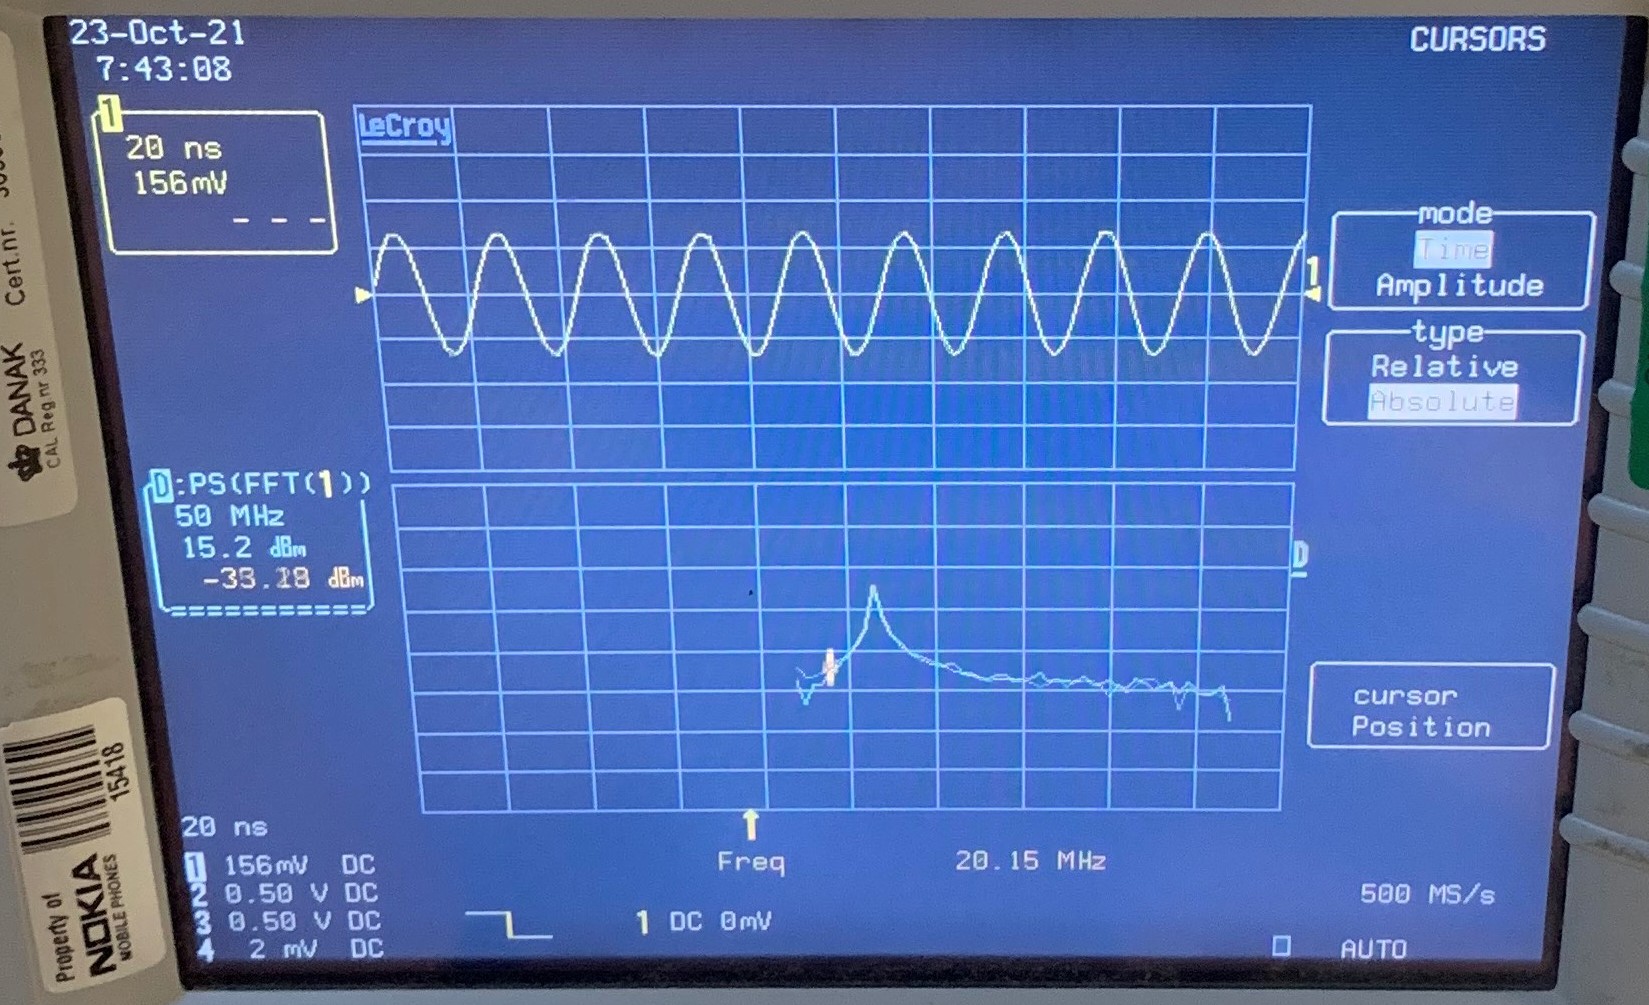 23-Oct-21
7:43:08
CURSORS
1
20 ns
156mV
- - -
LeCroy
mode
Time
Amplitude
1
type
Relative
Absolute
D:PS(FFT(1))
50 MHz
15.2 dBm
dBm
D
cursor
Position
20 ns
Freq 20.15 MHz
1 156mV DC
2 0.50 V DC
3 0.50 V DC
4 2 mV DC
1 DC 0mV
500 MS/s
AUTO
Cert.nr.
DANAK
CAL Reg nr 333
Property of
NOKIA
MOBILE PHONES
15418